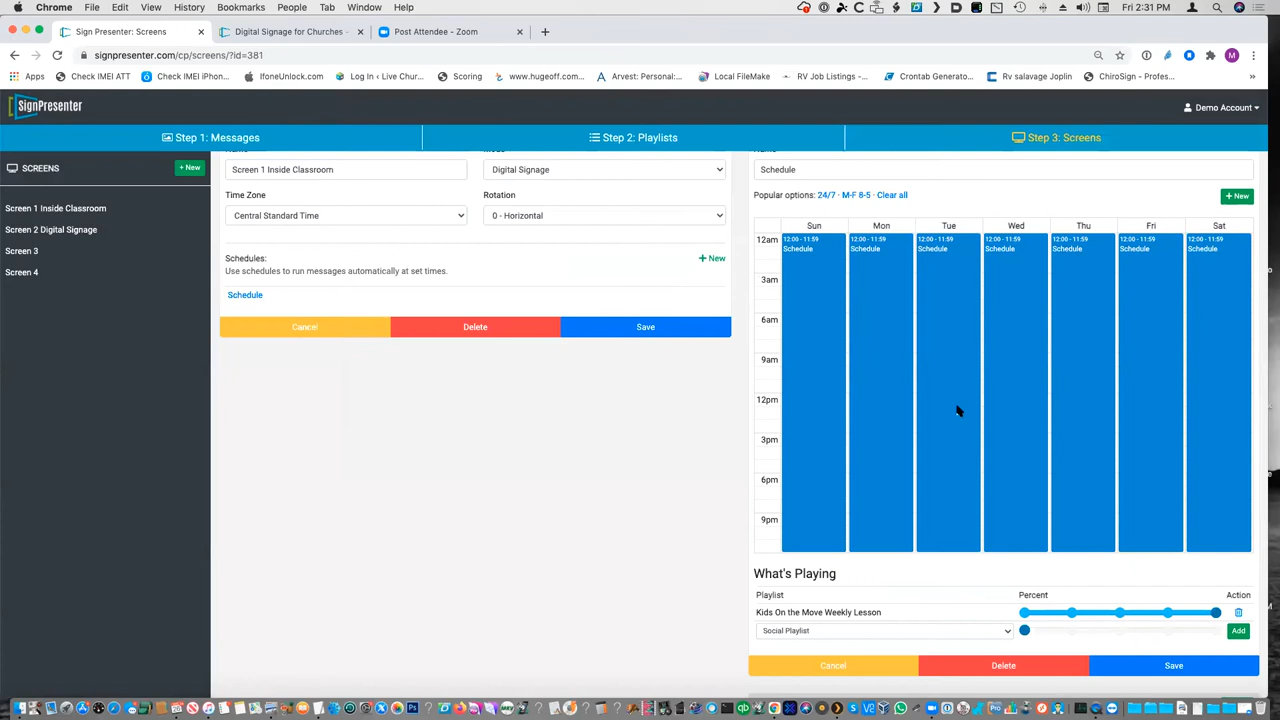 Chrome File Edit View History Bookmarks People Tab Window Help Fri 2:31 PM
Sign Presenter: Screens Digital Signage for Churches - Post Attendee - Zoom
signpresenter.com/cp/screens/?id=381
Apps Check IMEI ATT Check IMEI iPhon... IfoneUnlock.com Log In ‹ Live Chur... Scoring www.hugeoff.com... Arvest: Personal:... Local FileMake RV Job Listings -... Crontab Generato... Rv salavage Joplin ChiroSign - Profes...
SignPresenter Demo Account
Step 1: Messages Step 2: Playlists Step 3: Screens
SCREENS + New
Screen 1 Inside Classroom
Screen 2 Digital Signage
Screen 3
Screen 4
Screen 1 Inside Classroom Digital Signage
Time Zone Rotation
Central Standard Time 0 - Horizontal
Schedules: + New
Use schedules to run messages automatically at set times.
Schedule
Cancel Delete Save
Schedule
Popular options: 24/7 · M-F 8-5 · Clear all + New
Sun Mon Tue Wed Thu Fri Sat
12am 12:00 - 11:59 12:00 - 11:59 12:00 - 11:59 12:00 - 11:59 12:00 - 11:59 12:00 - 11:59 12:00 - 11:59
Schedule Schedule Schedule Schedule Schedule Schedule Schedule
3am
6am
9am
12pm
3pm
6pm
9pm
What's Playing
Playlist Percent Action
Kids On the Move Weekly Lesson
Social Playlist Add
Cancel Delete Save